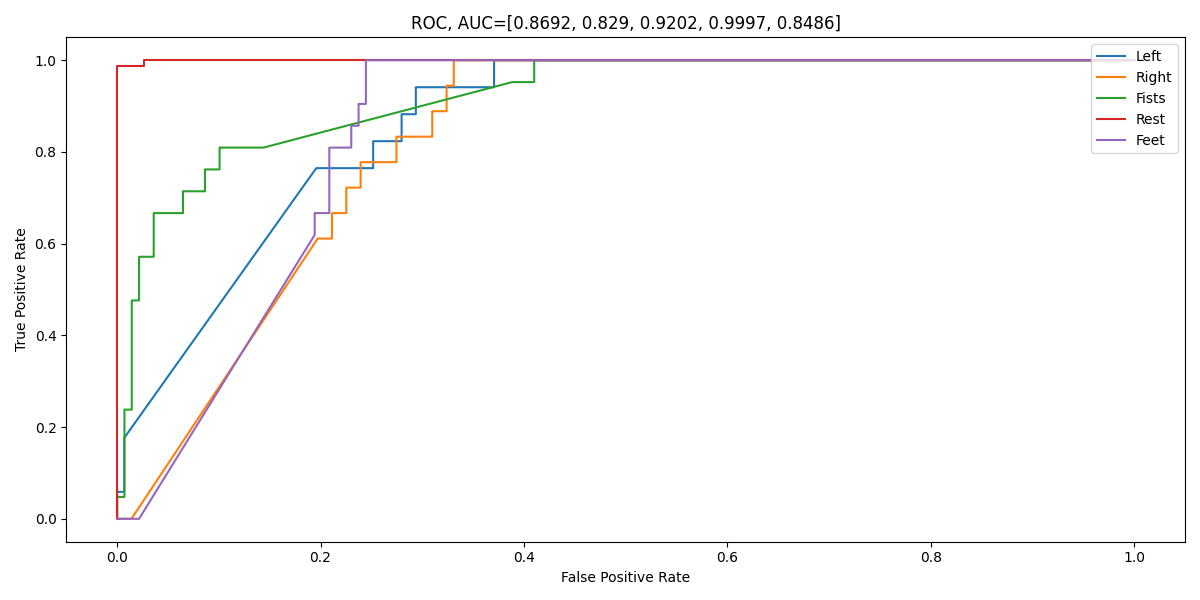 ROC, AUC=[0.8692, 0.829, 0.9202, 0.9997, 0.8486]
Left
Right
Fists
Rest
Feet
True Positive Rate
1.0
0.8
0.6
0.4
0.2
0.0
0.0 0.2 0.4 0.6 0.8 1.0
False Positive Rate